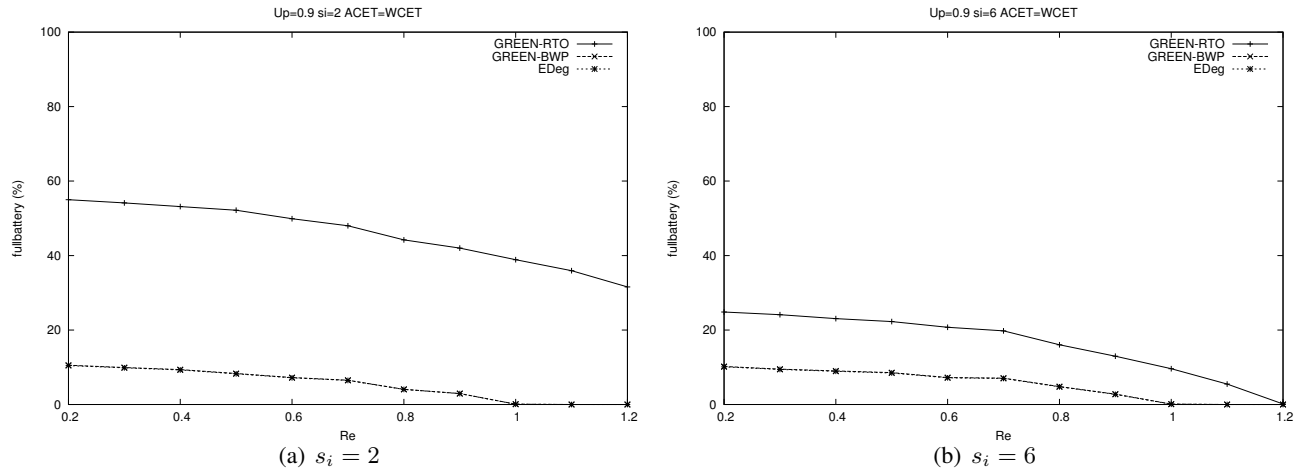 Up=0.9 si=2 ACET=WCET
GREEN-RTO
GREEN-BWP
EDeg
fullbattery (%)
100
80
60
40
20
0
0.2
0.4
0.6
0.8
1
1.2
Re
(a) s_i = 2
Up=0.9 si=6 ACET=WCET
GREEN-RTO
GREEN-BWP
EDeg
fullbattery (%)
100
80
60
40
20
0
0.2
0.4
0.6
0.8
1
1.2
Re
(b) s_i = 6